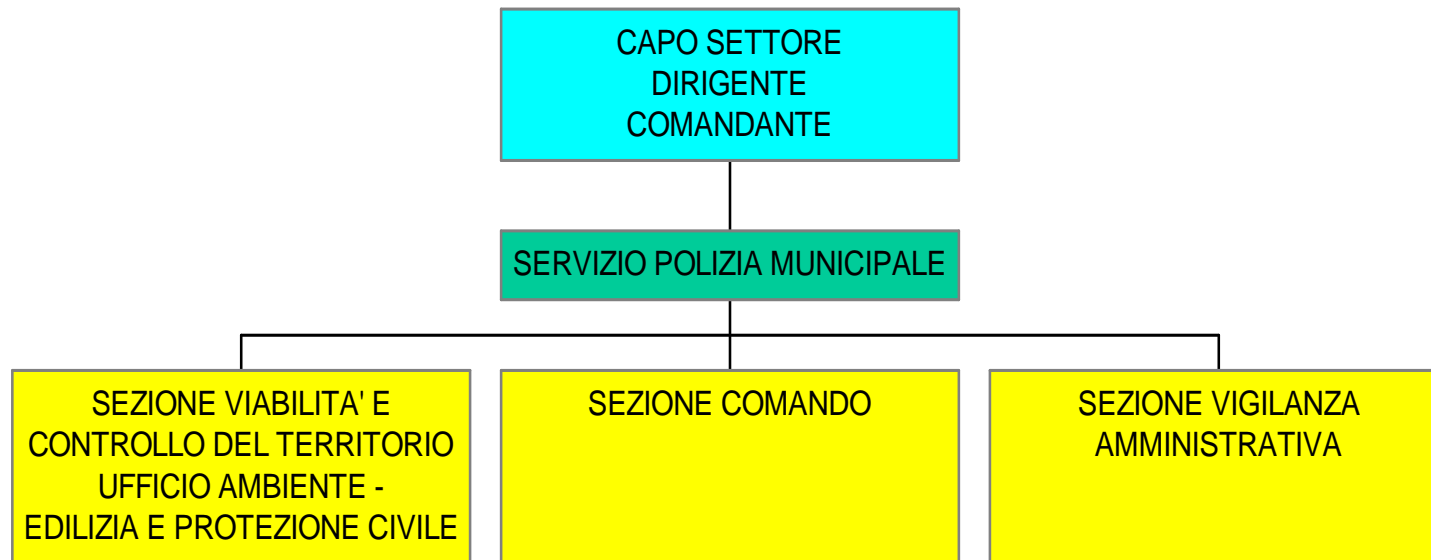 CAPO SETTORE
DIRIGENTE
COMANDANTE
SERVIZIO POLIZIA MUNICIPALE
SEZIONE VIABILITA' E
CONTROLLO DEL TERRITORIO
UFFICIO AMBIENTE -
EDILIZIA E PROTEZIONE CIVILE
SEZIONE COMANDO
SEZIONE VIGILANZA
AMMINISTRATIVA